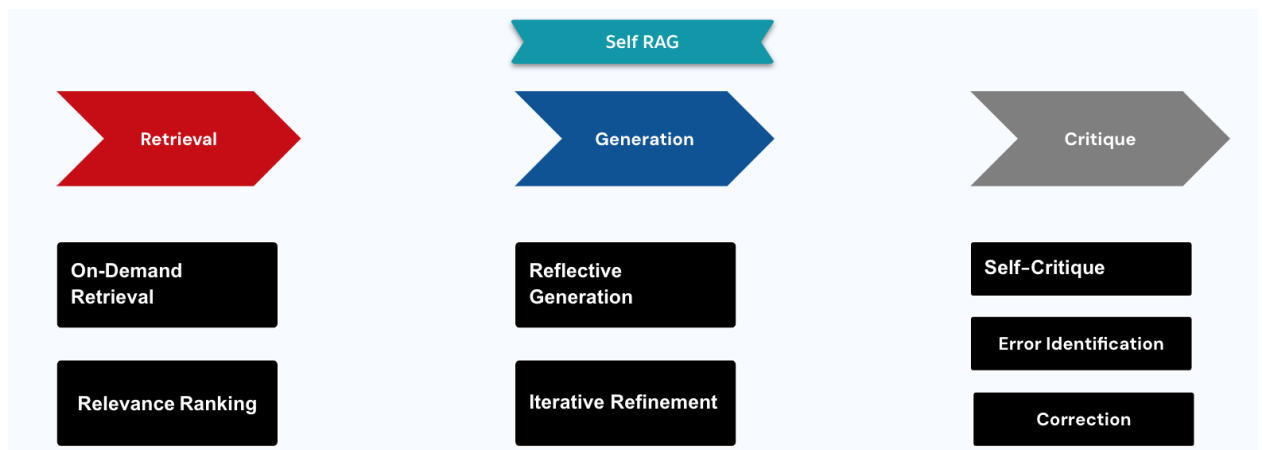 Self RAG
Retrieval
Generation
Critique
On-Demand
Retrieval
Relevance Ranking
Reflective
Generation
Iterative Refinement
Self-Critique
Error Identification
Correction